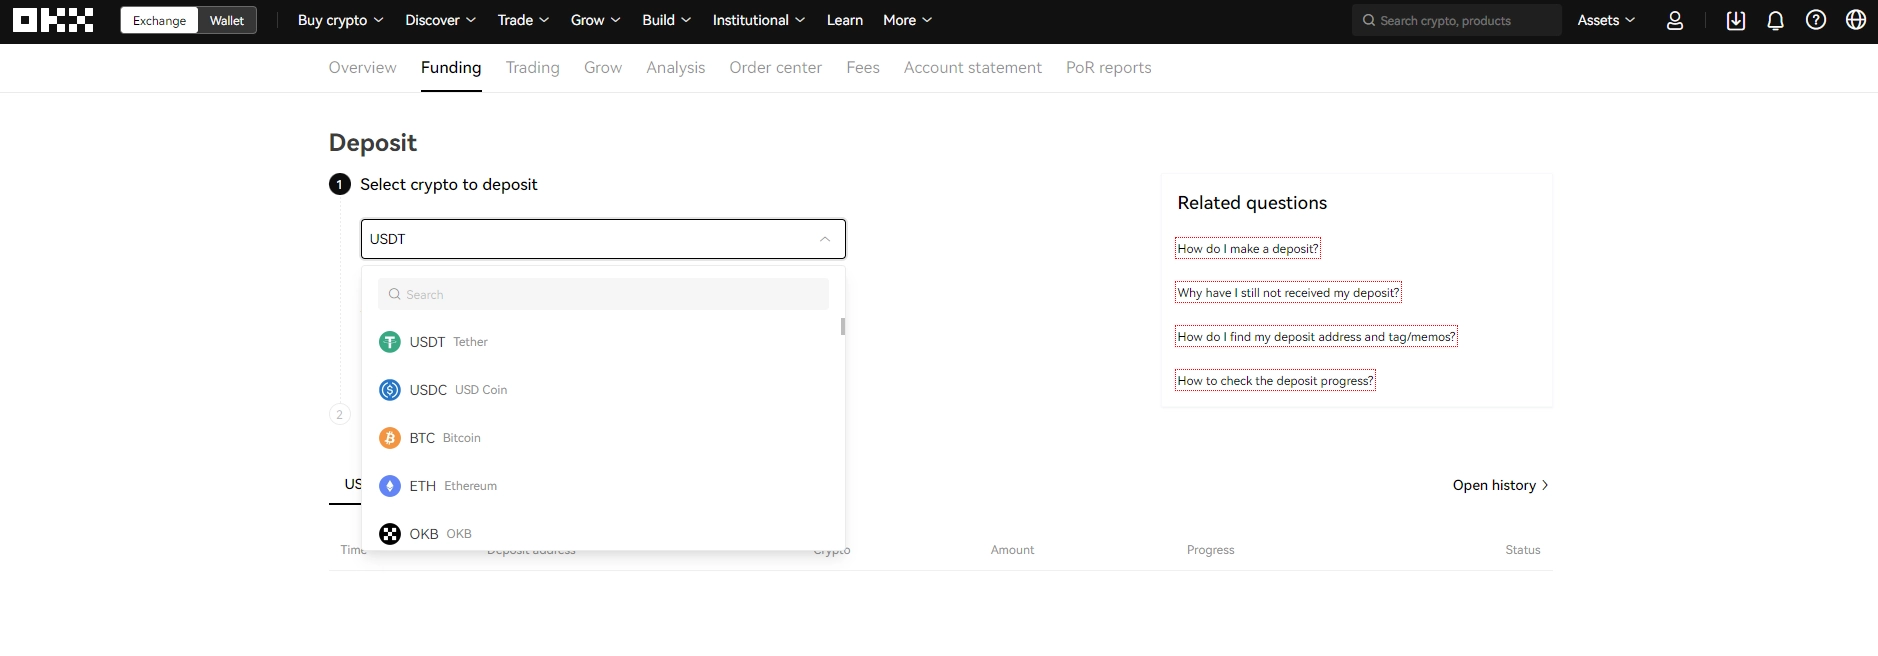 OKX Exchange Wallet Buy crypto Discover Trade Grow Build Institutional Learn More Search crypto, products Assets
Overview Funding Trading Grow Analysis Order center Fees Account statement PoR reports
Deposit
1 Select crypto to deposit
USDT
Search
USDT Tether
USDC USD Coin
BTC Bitcoin
ETH Ethereum
OKB OKB
2
Related questions
How do I make a deposit?
Why have I still not received my deposit?
How do I find my deposit address and tag/memos?
How to check the deposit progress?
US
Open history
Time Deposit address Crypto Amount Progress Status